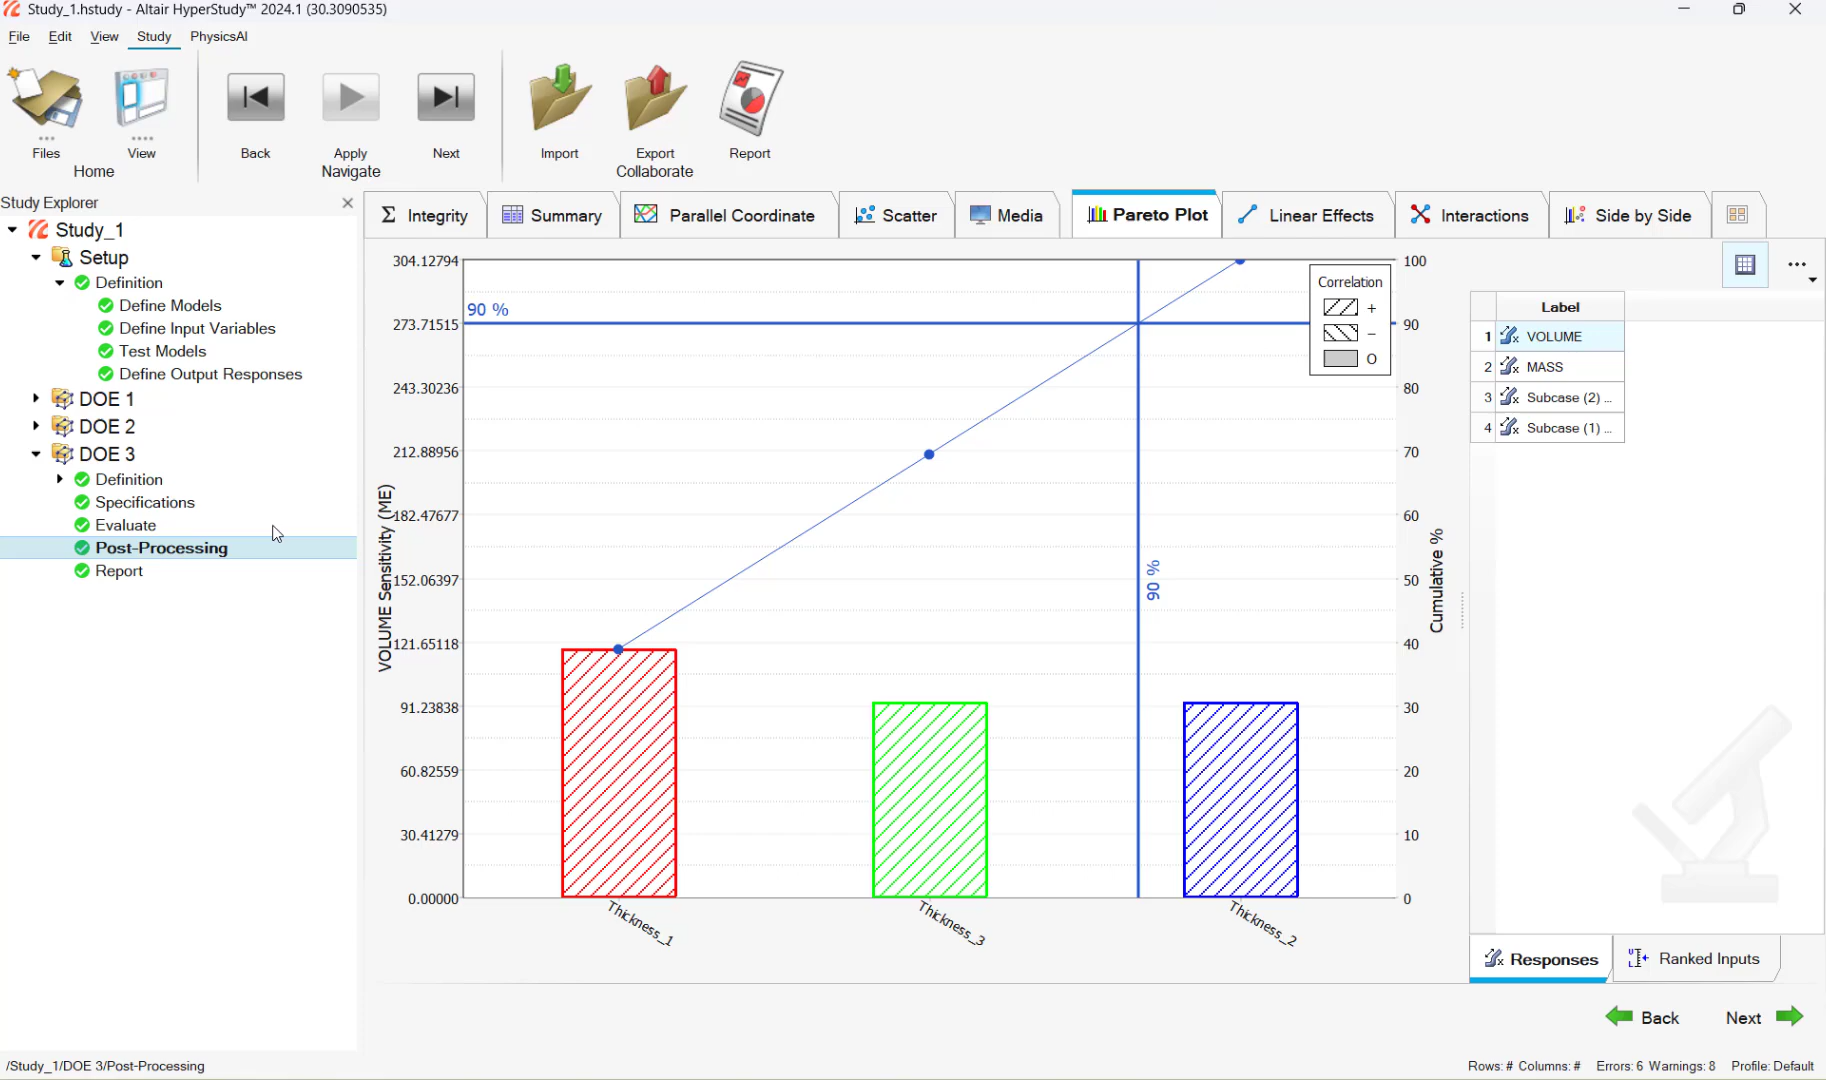 Study_1.hstudy - Altair HyperStudy™ 2024.1 (30.3090535)
File Edit View Study PhysicsAI
Files View Back Apply Next Import Export Report
Home Navigate Collaborate
Study Explorer
Integrity Summary Parallel Coordinate Scatter Media Pareto Plot Linear Effects Interactions Side by Side
Study_1
Setup
Definition
Define Models
Define Input Variables
Test Models
Define Output Responses
DOE 1
DOE 2
DOE 3
Definition
Specifications
Evaluate
Post-Processing
Report
VOLUME Sensitivity (ME)
304.12794
273.71515
243.30236
212.88956
182.47677
152.06397
121.65118
91.23838
60.82559
30.41279
0.00000
90 %
90 %
Correlation
+
−
O
100
90
80
70
60
50
40
30
20
10
0
Cumulative %
Thickness_1 Thickness_3 Thickness_2
Label
1 VOLUME
2 MASS
3 Subcase (2) ...
4 Subcase (1) ...
Responses Ranked Inputs
Back Next
/Study_1/DOE 3/Post-Processing
Rows: # Columns: # Errors: 6 Warnings: 8 Profile: Default